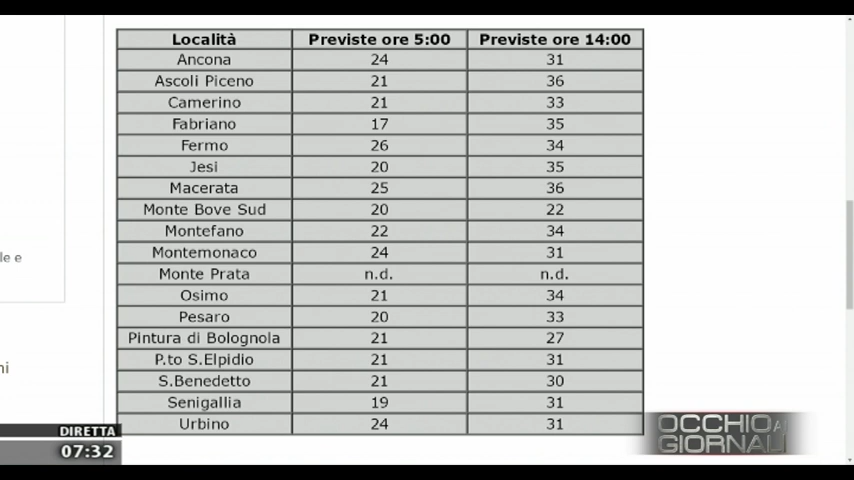 Località Previste ore 5:00 Previste ore 14:00
Ancona 24 31
Ascoli Piceno 21 36
Camerino 21 33
Fabriano 17 35
Fermo 26 34
Jesi 20 35
Macerata 25 36
Monte Bove Sud 20 22
Montefano 22 34
le e
Montemonaco 24 31
Monte Prata n.d. n.d.
Osimo 21 34
Pesaro 20 33
Pintura di Bolognola 21 27
P.to S.Elpidio 21 31
ni
S.Benedetto 21 30
Senigallia 19 31
Urbino 24 31
DIRETTA
07:32
OCCHIO AI
GIORNALI